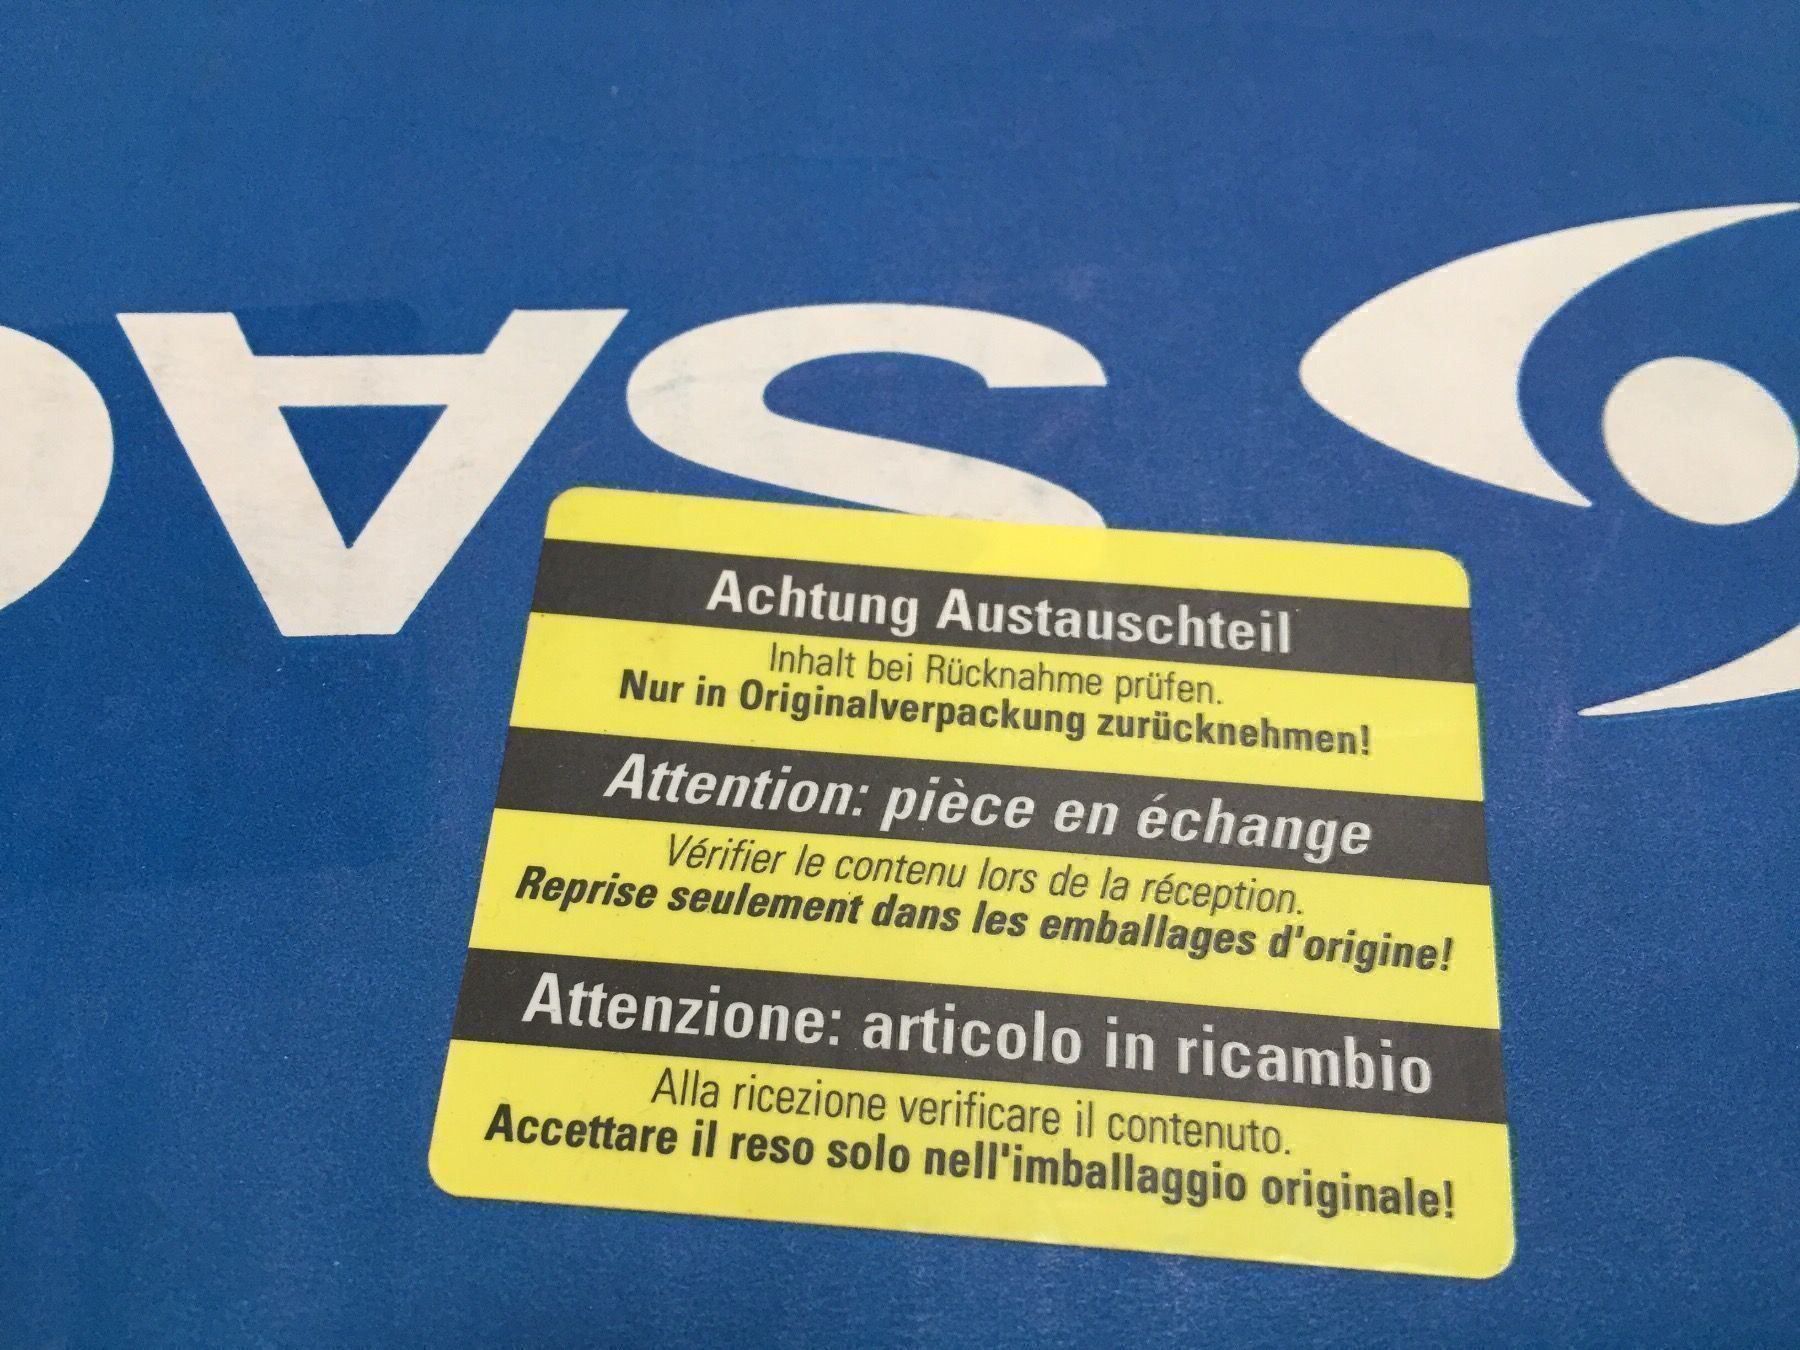 SAC
Achtung Austauschteil
Inhalt bei Rücknahme prüfen.
Nur in Originalverpackung zurücknehmen!
Attention: pièce en échange
Vérifier le contenu lors de la réception.
Reprise seulement dans les emballages d'origine!
Attenzione: articolo in ricambio
Alla ricezione verificare il contenuto.
Accettare il reso solo nell'imballaggio originale!